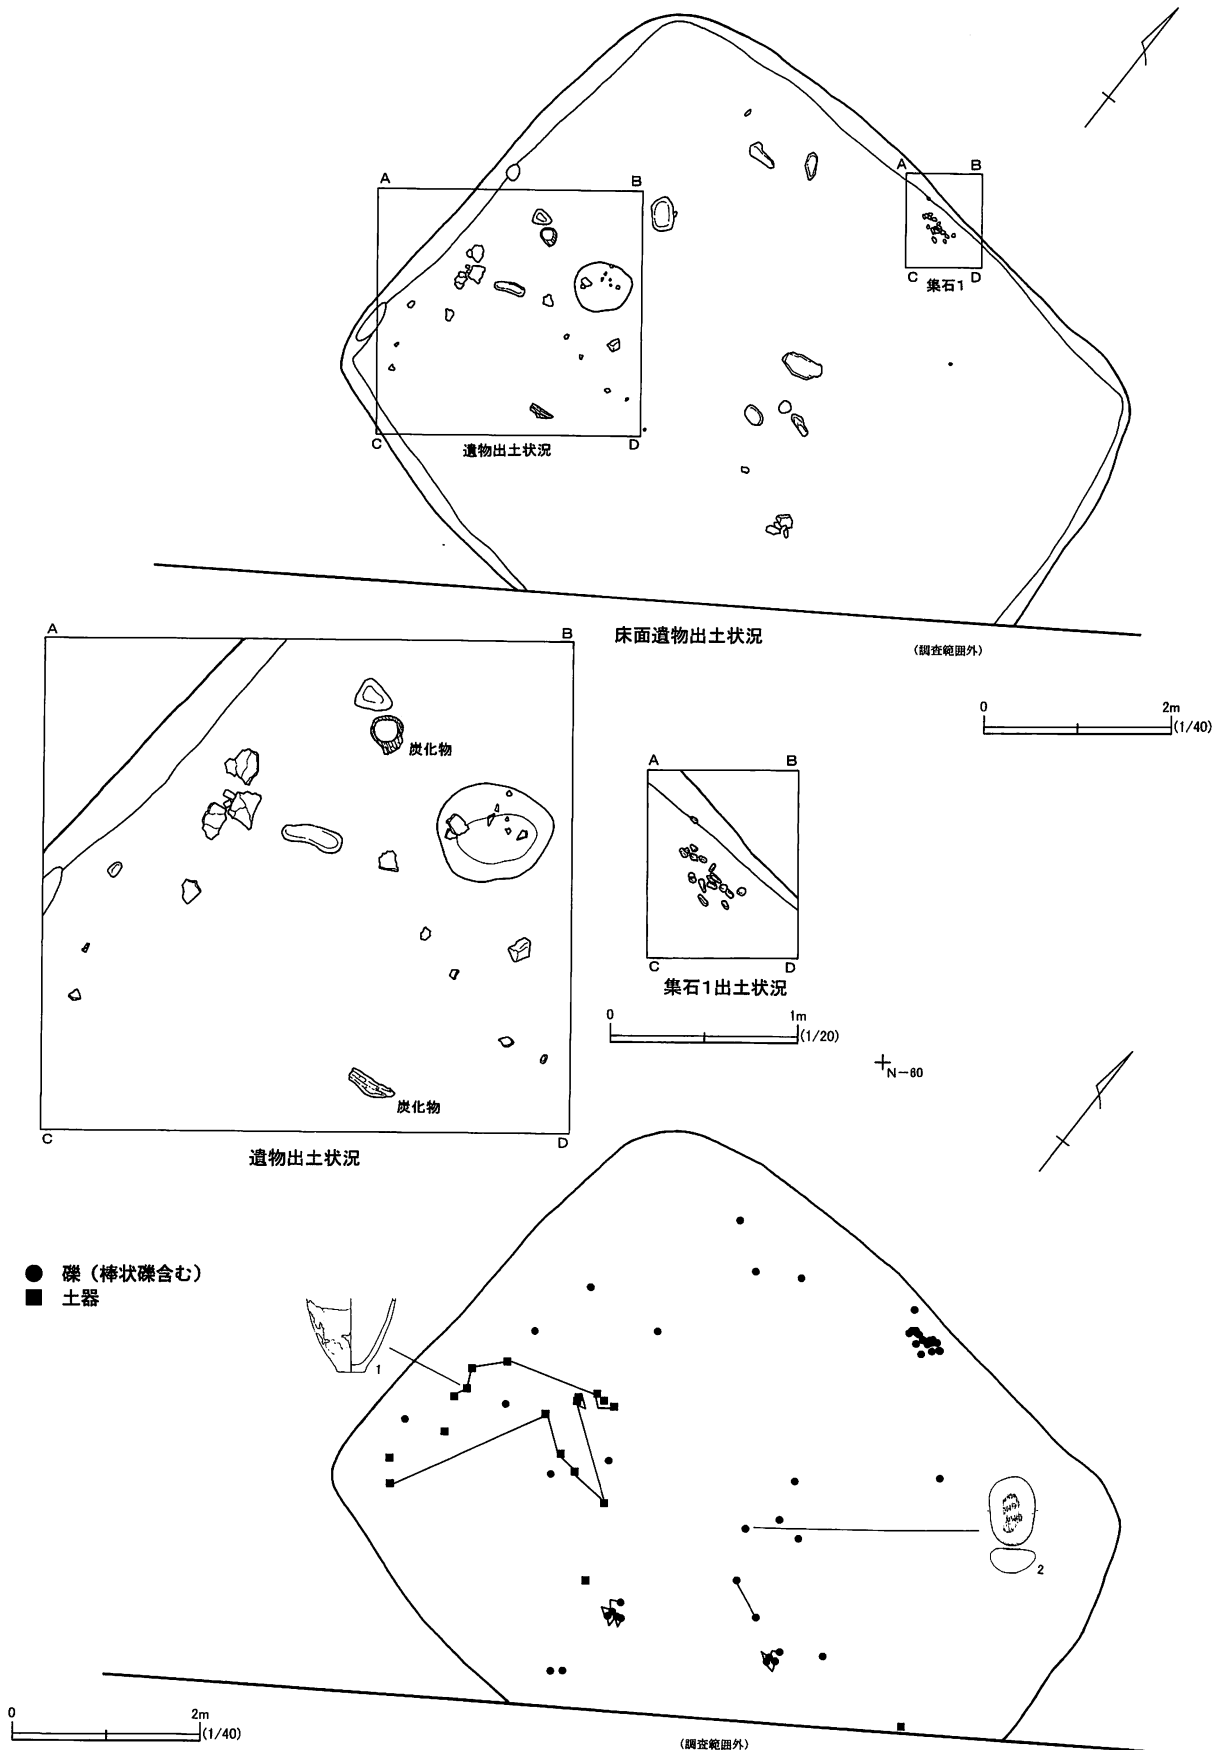 A B
A B
C D
集石1
C D
遺物出土状況
床面遺物出土状況
(調査範囲外)
0 2m
(1/40)
A B
炭化物
炭化物
C D
遺物出土状況
A B
C D
集石1出土状況
0 1m
(1/20)
N-60
● 礫(棒状礫含む)
■ 土器
1
2
0 2m
(1/40)
(調査範囲外)